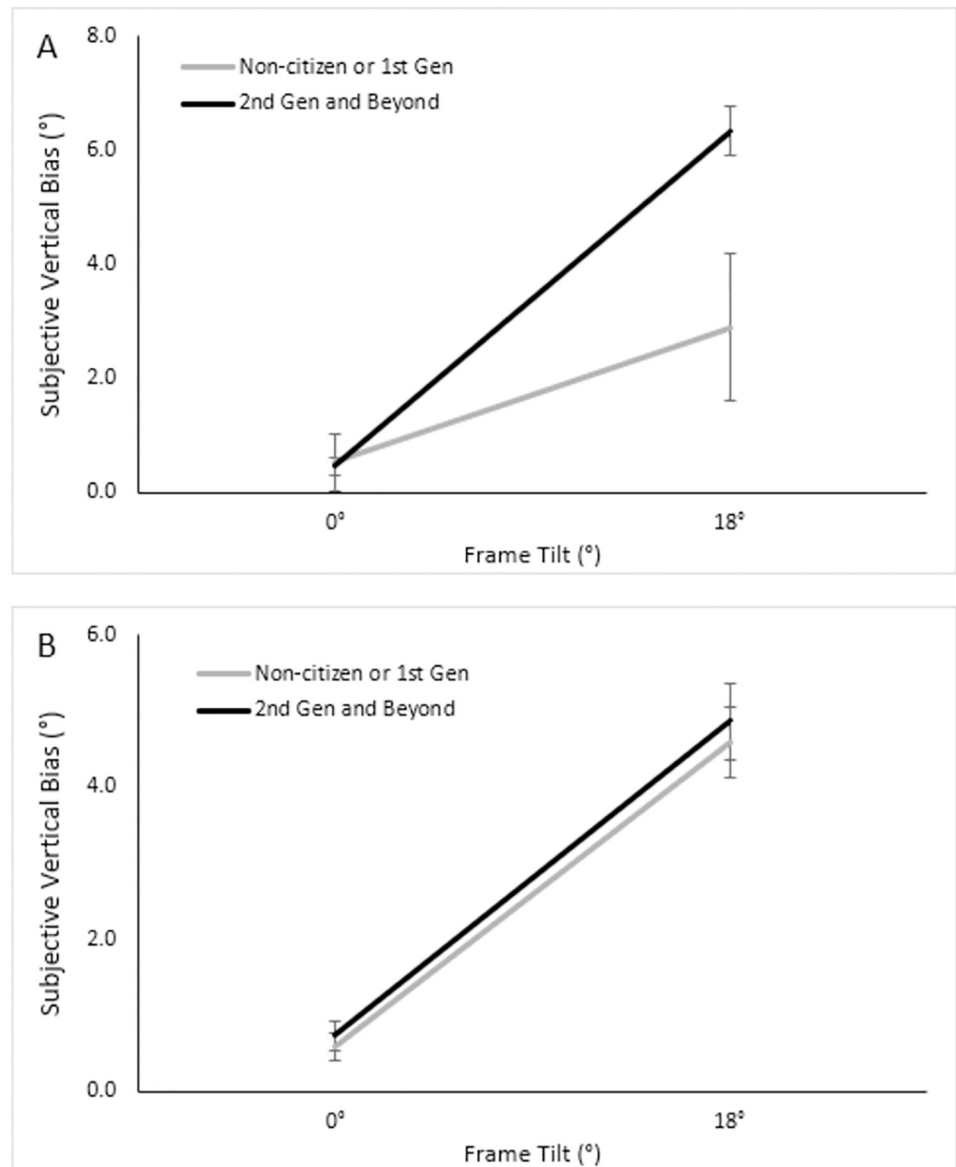 A
8.0
Non-citizen or 1st Gen
2nd Gen and Beyond
6.0
4.0
2.0
0.0
Subjective Vertical Bias (°)
0° 18°
Frame Tilt (°)
B
6.0
Non-citizen or 1st Gen
2nd Gen and Beyond
4.0
2.0
0.0
Subjective Vertical Bias (°)
0° 18°
Frame Tilt (°)